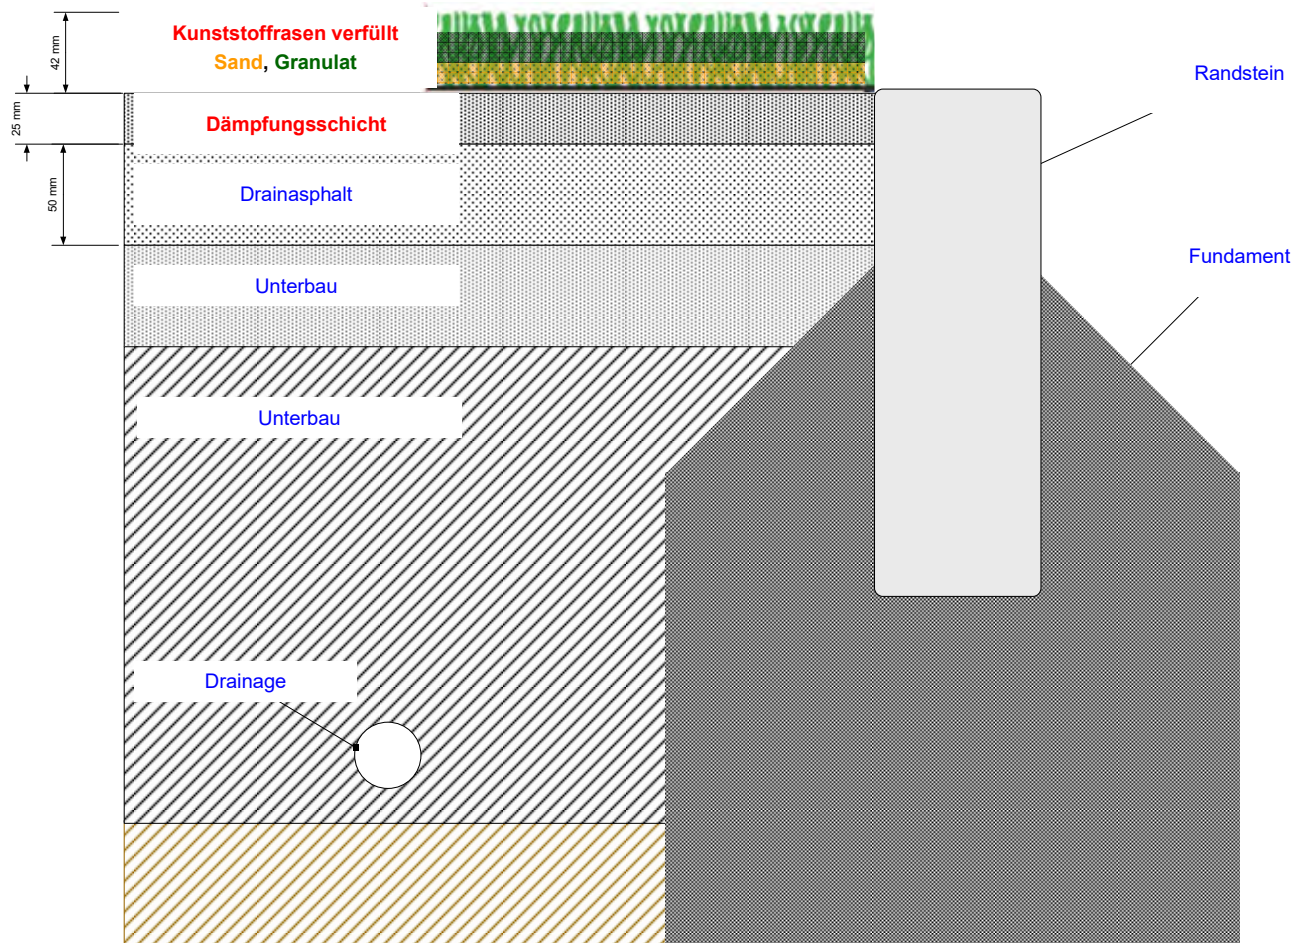 42 mm
Kunststoffrasen verfüllt
Sand, Granulat
Randstein
25 mm
Dämpfungsschicht
50 mm
Drainasphalt
Fundament
Unterbau
Unterbau
Drainage